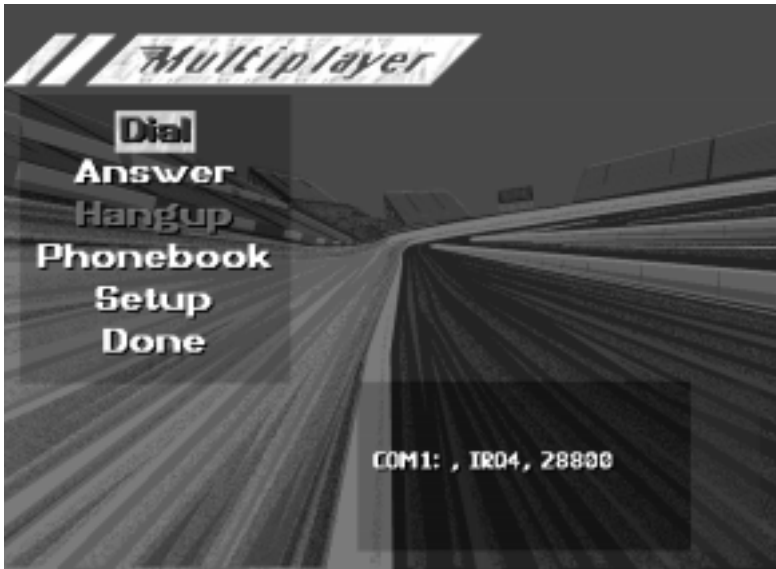 Multiplayer
Dial
Answer
Hangup
Phonebook
Setup
Done
COM1: , IRQ4, 28800